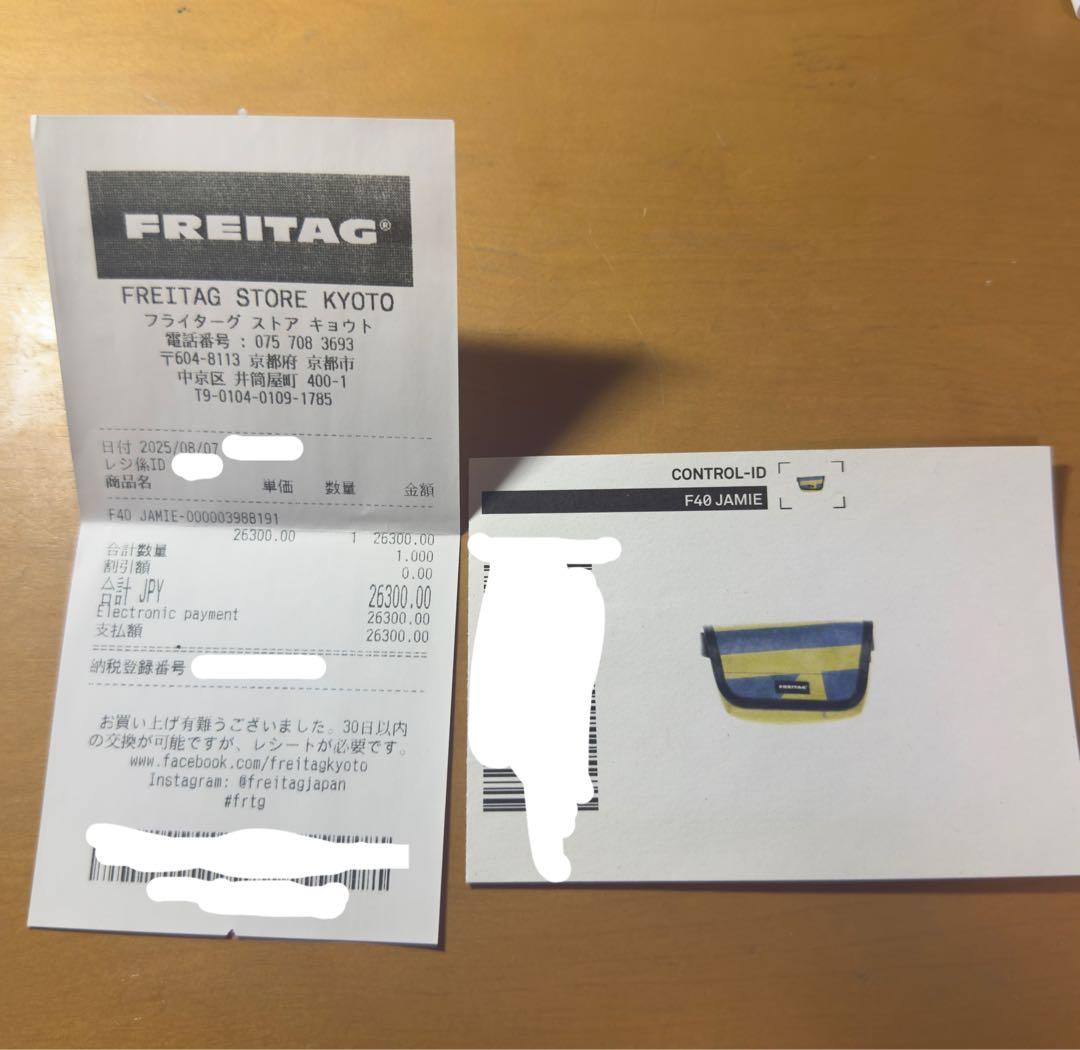 FREITAG®
FREITAG STORE KYOTO
フライターグ ストア キョウト
電話番号 : 075 708 3693
〒604-8113 京都府 京都市
中京区 井筒屋町 400-1
T9-0104-0109-1785
日付 2025/08/07
レジ係ID
商品名 単価 数量 金額
F40 JAMIE-000003988191
26300.00 1 26300.00
合計数量 1.000
割引額 0.00
合計 JPY 26300.00
Electronic payment 26300.00
支払額 26300.00
納税登録番号
お買い上げ有難うございました。30日以内
の交換が可能ですが、レシートが必要です。
www.facebook.com/freitagkyoto
Instagram: @freitagjapan
#frtg
CONTROL-ID
F40 JAMIE
FREITAG